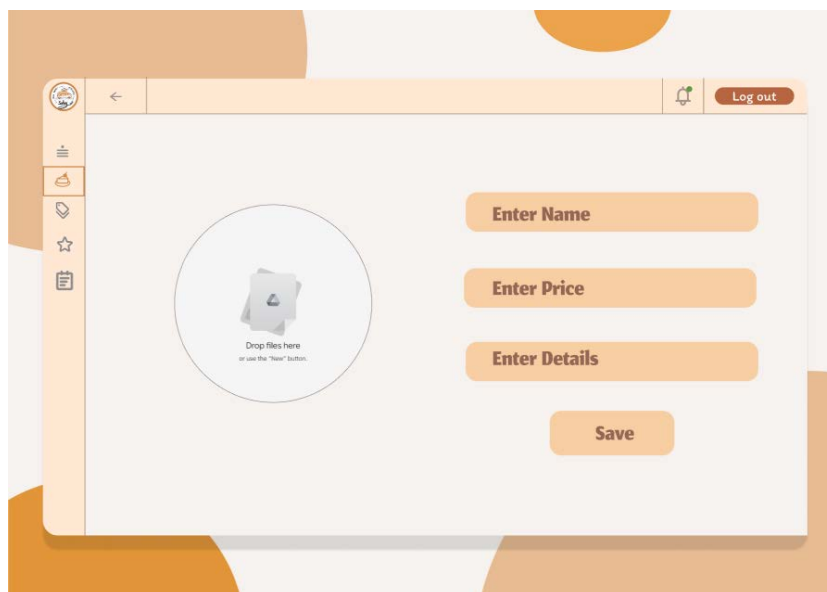 Log out
Enter Name
Enter Price
Drop files here
or use the "New" button.
Enter Details
Save